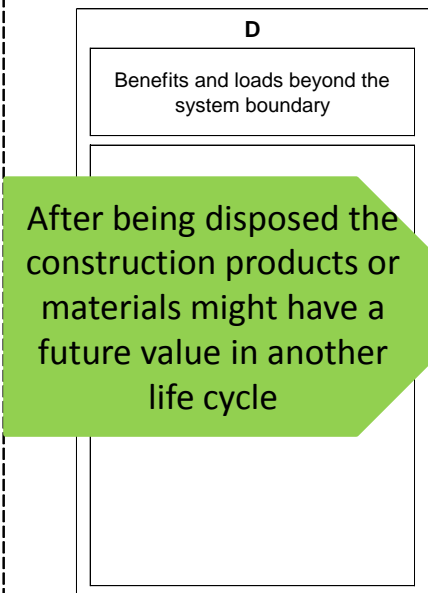 D
Benefits and loads beyond the
system boundary
After being disposed the
construction products or
materials might have a
future value in another
life cycle